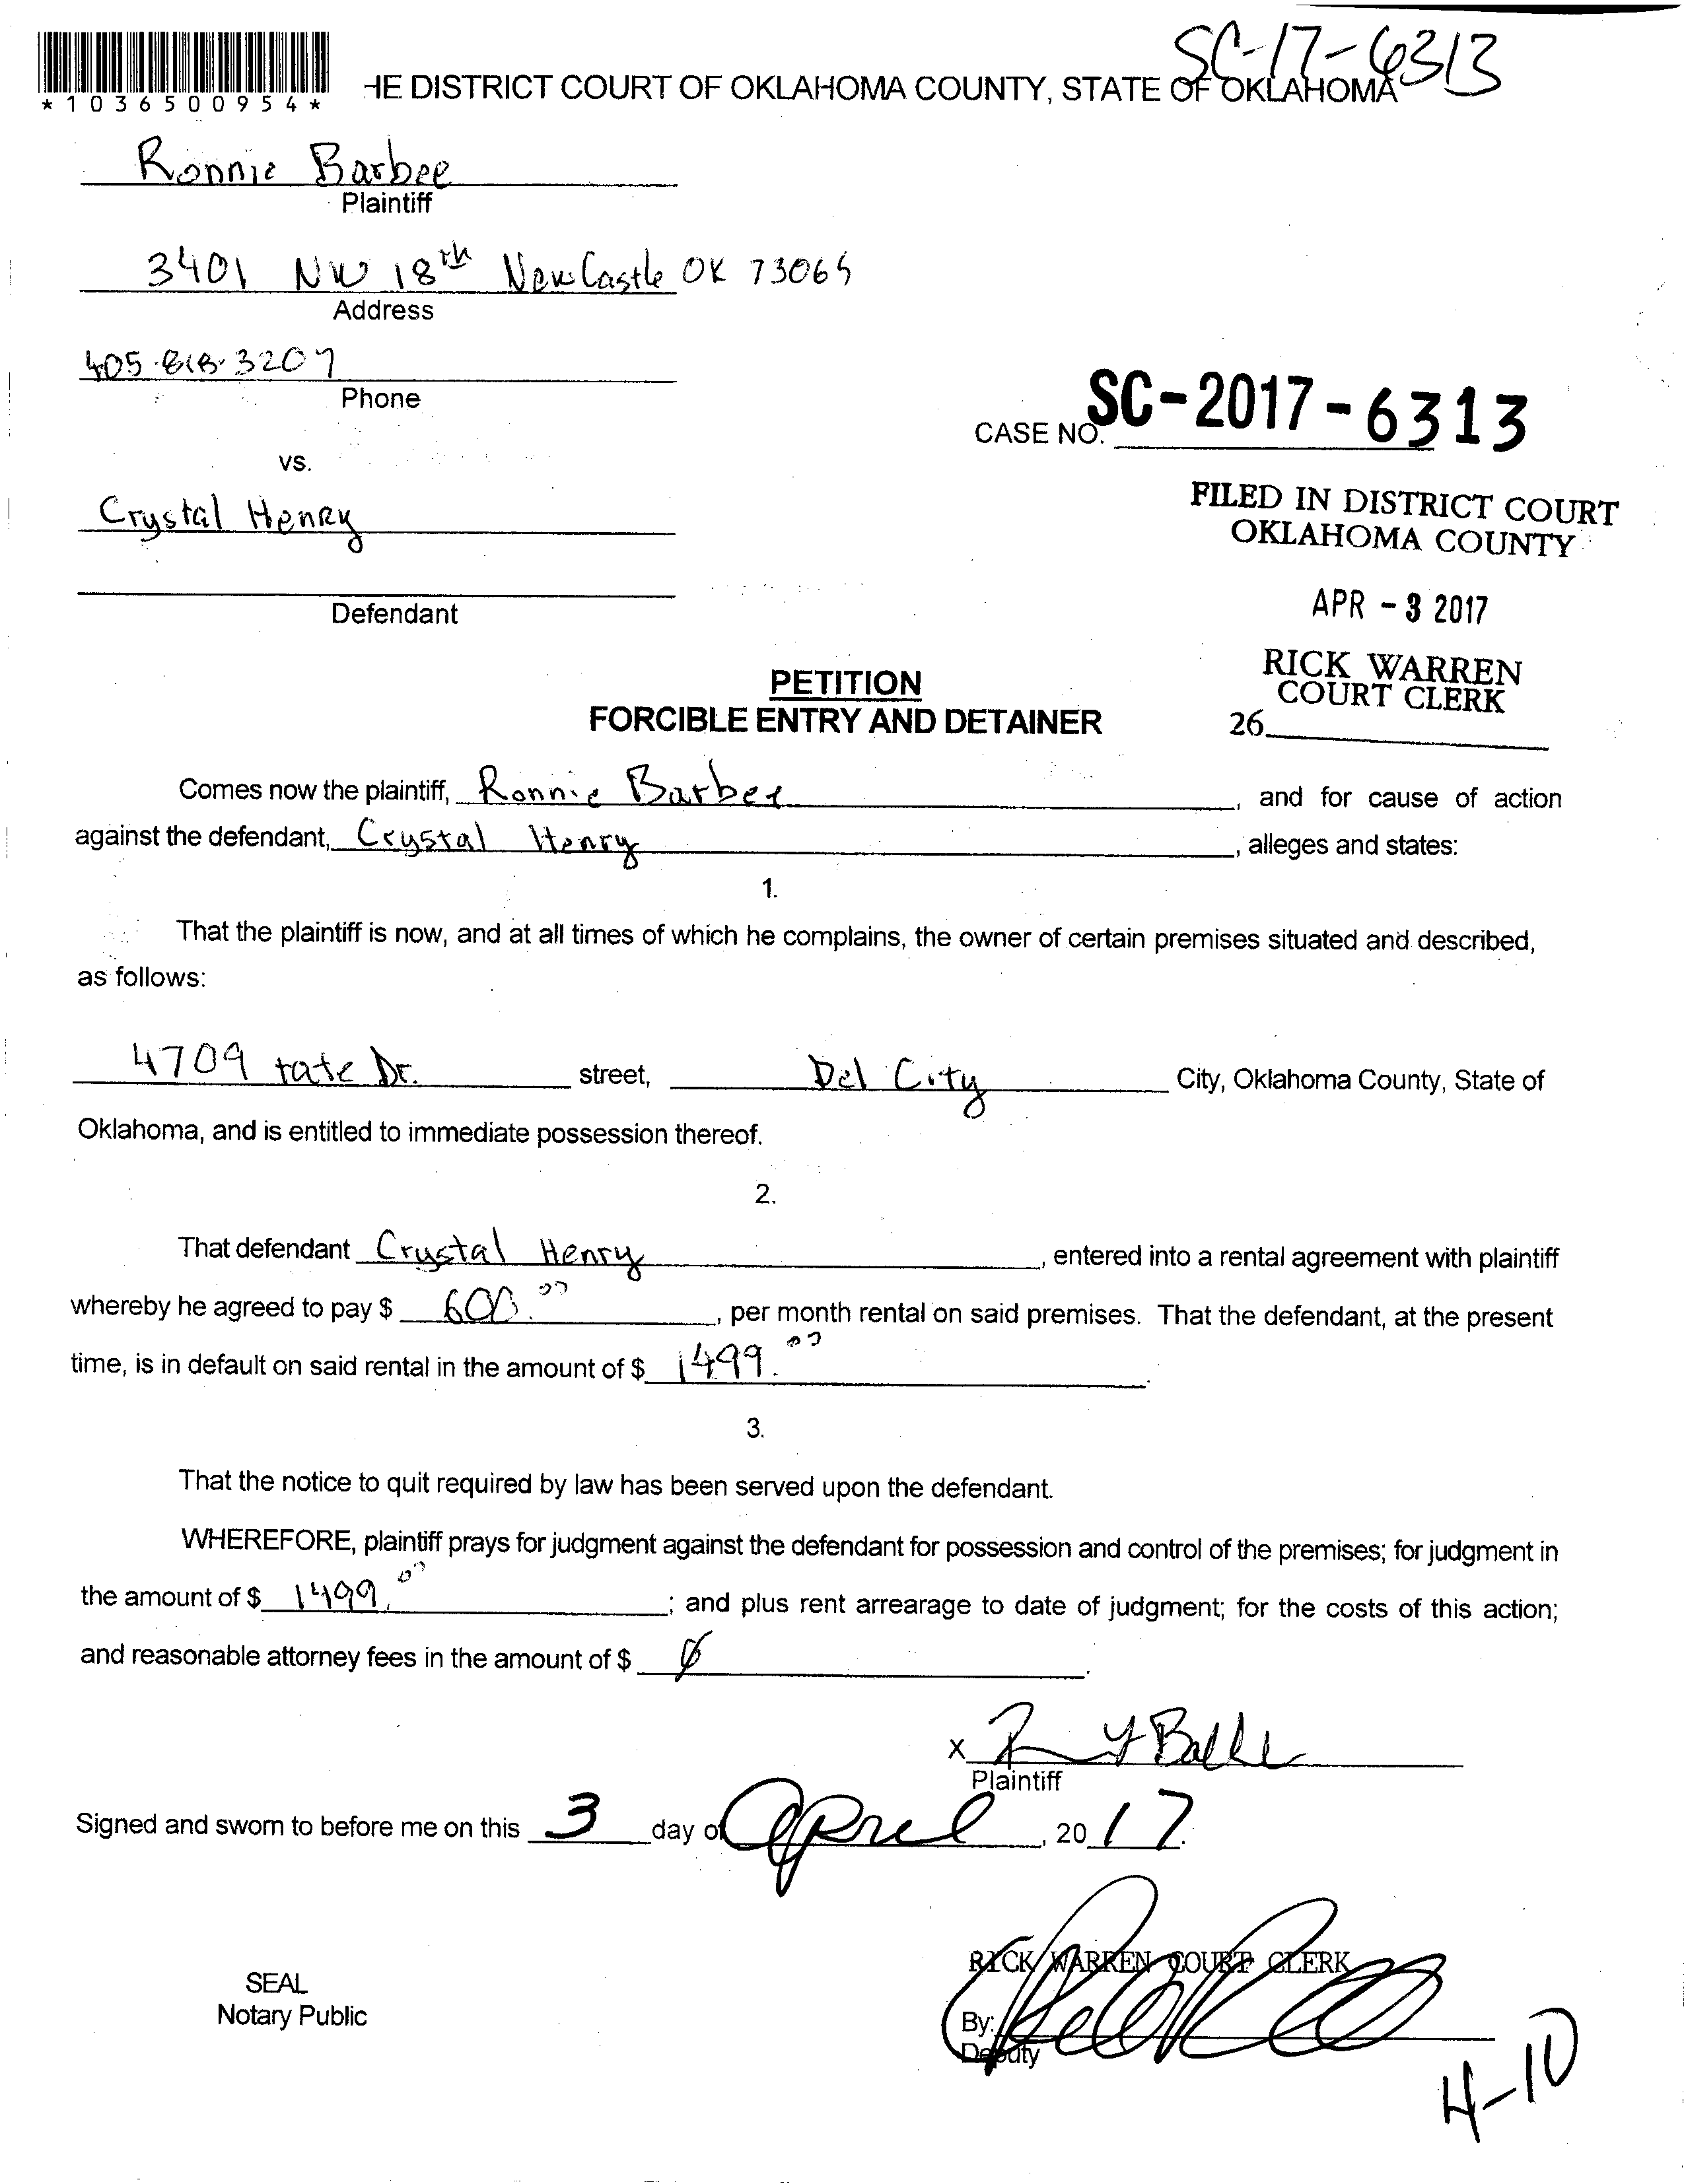 SC-17-6313
*1036500954*
HE DISTRICT COURT OF OKLAHOMA COUNTY, STATE OF OKLAHOMA
Ronnie Barbee
Plaintiff
3401 NW 18th NewCastle OK 73065
Address
405-818-3207
Phone
CASE NO. SC-2017-6313
vs.
FILED IN DISTRICT COURT
OKLAHOMA COUNTY
Crystal Henry
APR - 3 2017
Defendant
RICK WARREN
COURT CLERK
26
PETITION
FORCIBLE ENTRY AND DETAINER
Comes now the plaintiff, Ronnie Barbee, and for cause of action
against the defendant, Crystal Henry, alleges and states:
1.
That the plaintiff is now, and at all times of which he complains, the owner of certain premises situated and described,
as follows:
4709 tate Dr. street, Del City City, Oklahoma County, State of
Oklahoma, and is entitled to immediate possession thereof.
2.
That defendant Crystal Henry, entered into a rental agreement with plaintiff
whereby he agreed to pay $ 600.00, per month rental on said premises. That the defendant, at the present
time, is in default on said rental in the amount of $ 1499.00.
3.
That the notice to quit required by law has been served upon the defendant.
WHEREFORE, plaintiff prays for judgment against the defendant for possession and control of the premises; for judgment in
the amount of $ 1499.00; and plus rent arrearage to date of judgment; for the costs of this action;
and reasonable attorney fees in the amount of $ 0.
X
Plaintiff
Signed and sworn to before me on this 3 day of April, 2017.
RICK WARREN COURT CLERK
SEAL
Notary Public
By:
Deputy
4-10